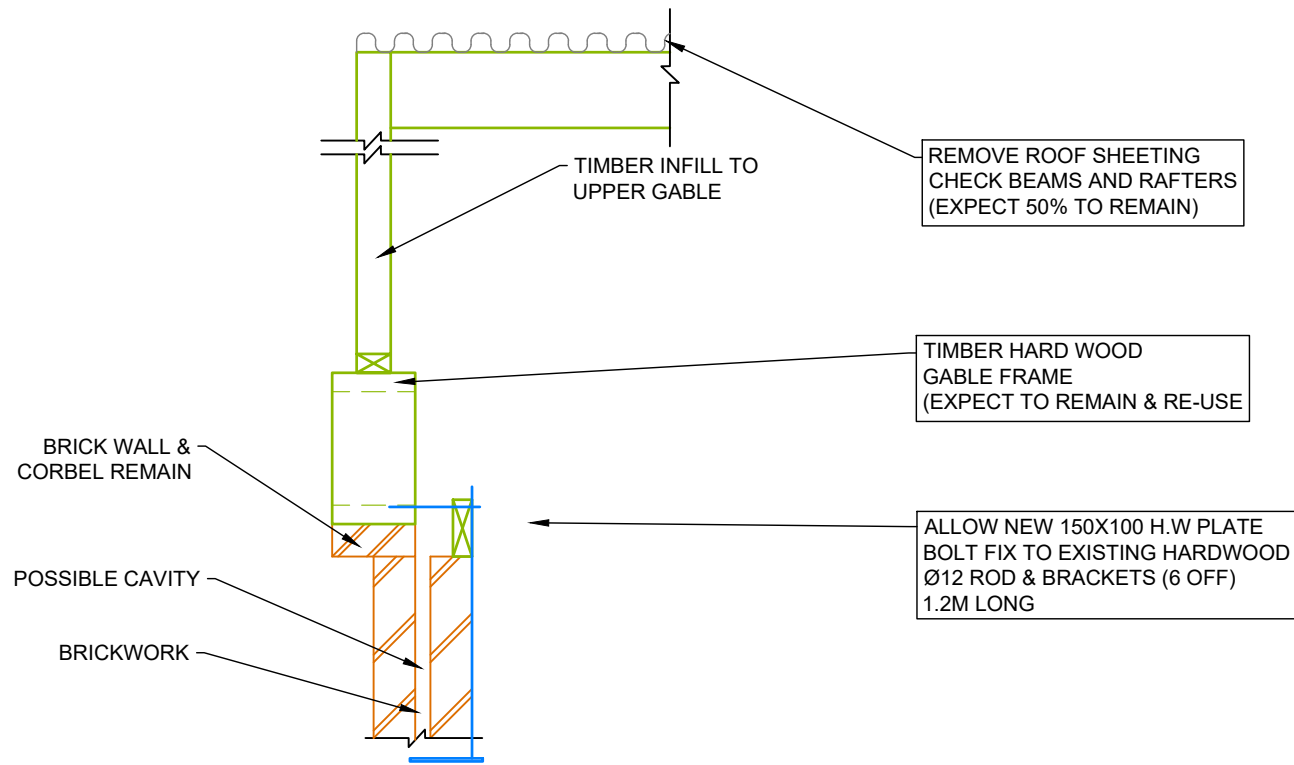 TIMBER INFILL TO
UPPER GABLE
REMOVE ROOF SHEETING
CHECK BEAMS AND RAFTERS
(EXPECT 50% TO REMAIN)
TIMBER HARD WOOD
GABLE FRAME
(EXPECT TO REMAIN & RE-USE
BRICK WALL &
CORBEL REMAIN
ALLOW NEW 150X100 H.W PLATE
BOLT FIX TO EXISTING HARDWOOD
Ø12 ROD & BRACKETS (6 OFF)
1.2M LONG
POSSIBLE CAVITY
BRICKWORK